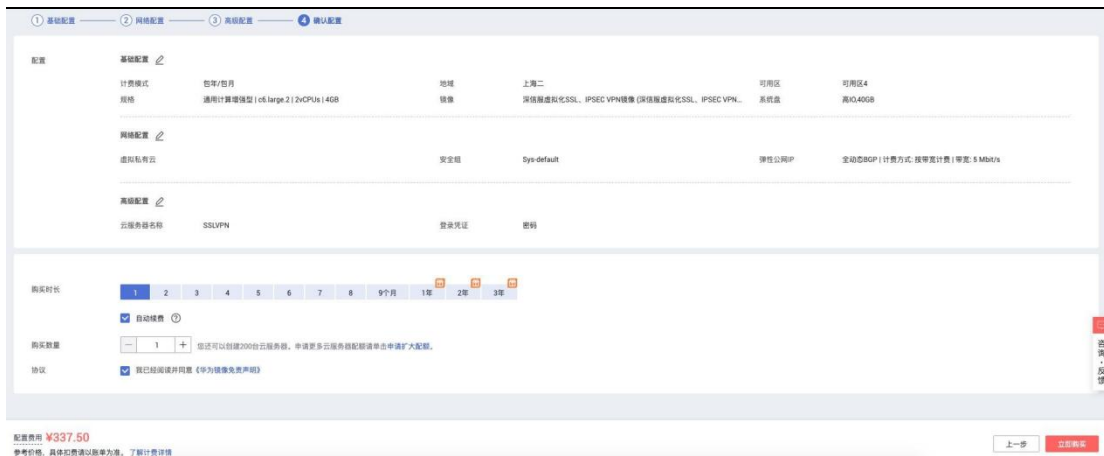 1 基础配置 2 网络配置 3 高级配置 4 确认配置
配置 基础配置
计费模式 包年/包月 地域 上海二 可用区 可用区4
规格 通用计算增强型 | c6.large.2 | 2vCPUs | 4GB 镜像 深信服虚拟化SSL、IPSEC VPN镜像 (深信服虚拟化SSL、IPSEC VPN... 系统盘 高IO,40GB
网络配置
虚拟私有云 安全组 Sys-default 弹性公网IP 全动态BGP | 计费方式: 按带宽计费 | 带宽: 5 Mbit/s
高级配置
云服务器名称 SSLVPN 登录凭证 密码
购买时长 1 2 3 4 5 6 7 8 9个月 1年 2年 3年
自动续费 ?
购买数量 − 1 + 您还可以创建200台云服务器。申请更多云服务器配额请单击申请扩大配额。
协议 我已经阅读并同意《华为镜像免责声明》
咨询·反馈
配置费用 ¥337.50
参考价格，具体扣费请以账单为准。了解计费详情
上一步 立即购买